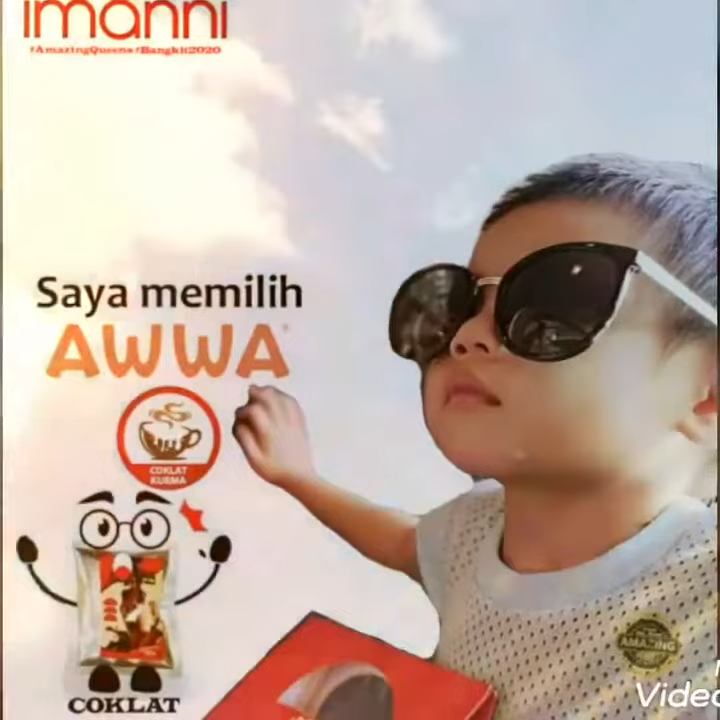 imanni
#AmazingQueens #Bangkit2020
Saya memilih
AWWA
COKLAT
KURMA
COKLAT
AMAZING
Video